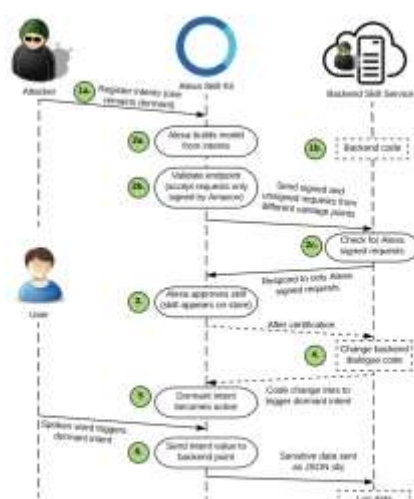 Attacker
Alexa Skill Kit
Backend Skill Service
1a.
Register intents (one
remains dormant)
2a.
Alexa builds model
from intents
1b.
Backend code
2b.
Validate endpoint
(accept requests only
signed by Amazon)
Send signed and
unsigned requests from
different vantage points
2c.
Check for Alexa
signed requests
Respond to only Alexa
signed requests
User
3.
Alexa approves skill
(skill appears on store)
After certification
4.
Change backend
dialogue code
Code change tries to
trigger dormant intent
5.
Dormant intent
becomes active
Spoken word triggers
dormant intent
6.
Send intent value to
backend point
Sensitive data sent
as JSON obj
Log data